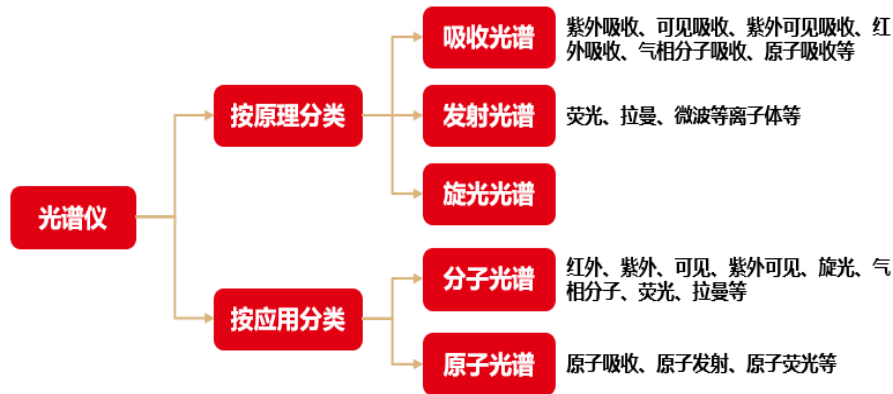 吸收光谱
紫外吸收、可见吸收、紫外可见吸收、红
外吸收、气相分子吸收、原子吸收等
按原理分类
发射光谱
荧光、拉曼、微波等离子体等
旋光光谱
光谱仪
分子光谱
红外、紫外、可见、紫外可见、旋光、气
相分子、荧光、拉曼等
按应用分类
原子光谱
原子吸收、原子发射、原子荧光等